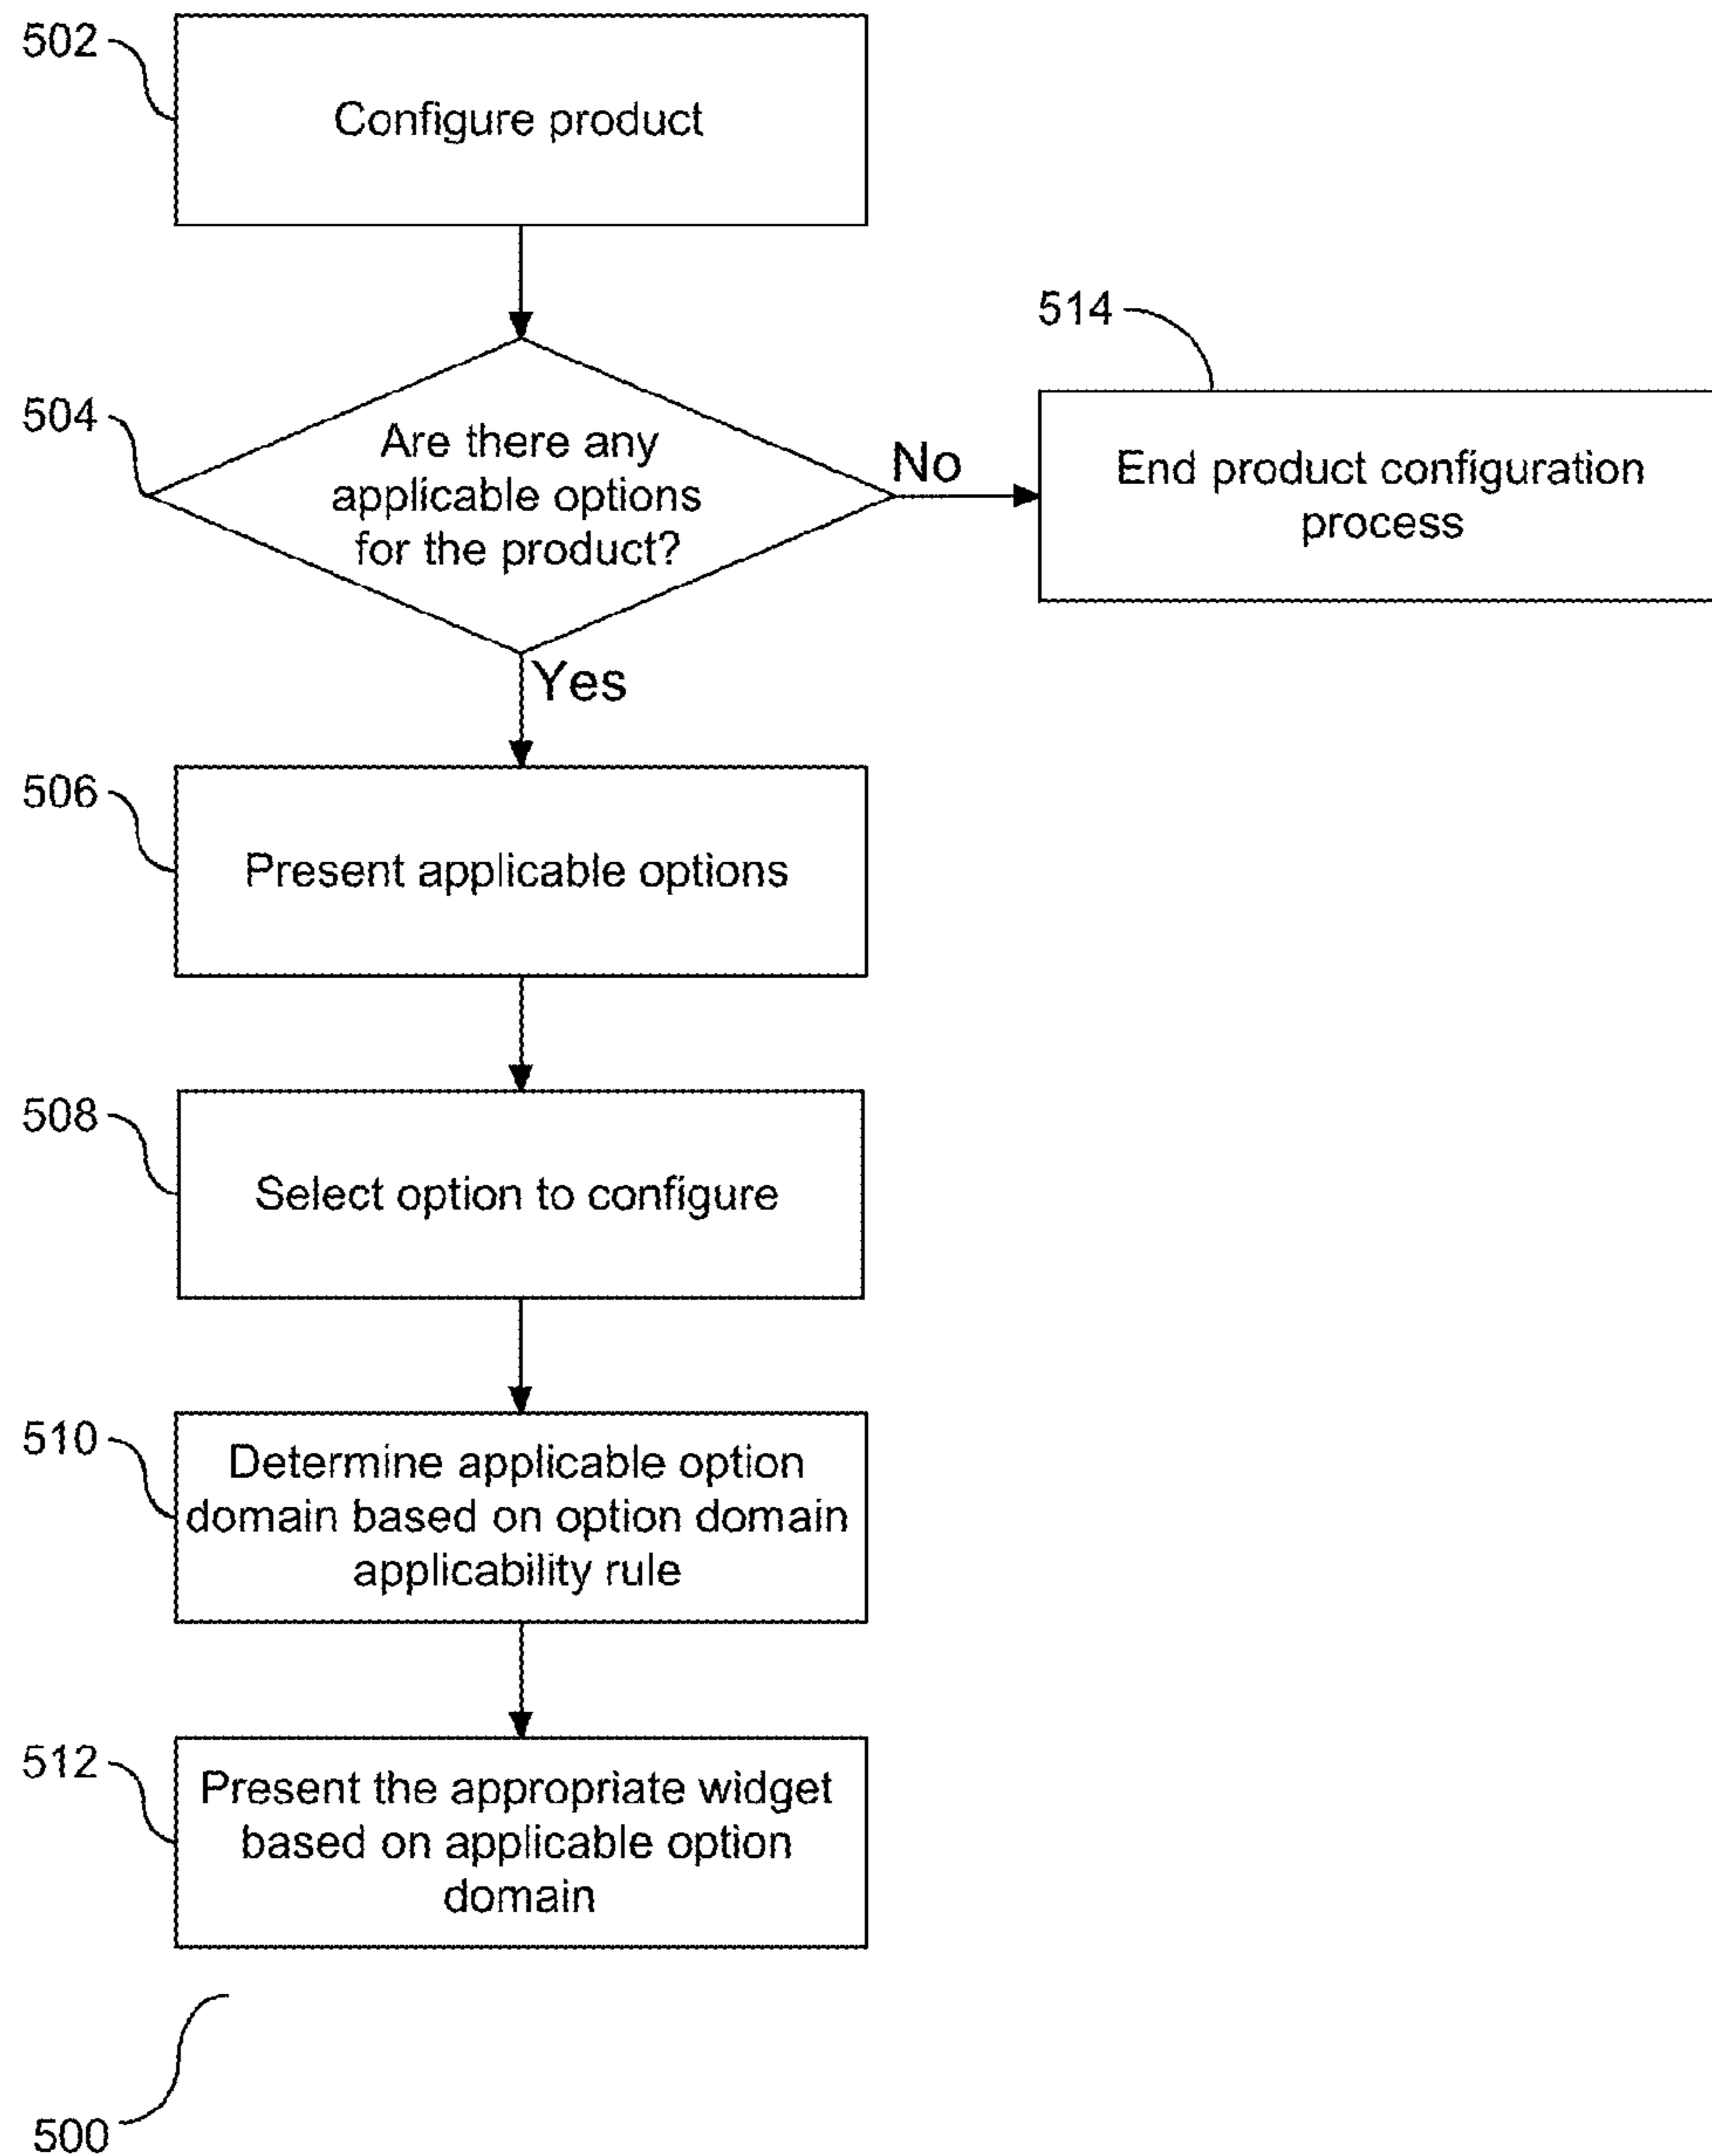 502
Configure product
514
504
Are there any
applicable options
for the product?
No
End product configuration
process
Yes
506
Present applicable options
508
Select option to configure
510
Determine applicable option
domain based on option domain
applicability rule
512
Present the appropriate widget
based on applicable option
domain
500